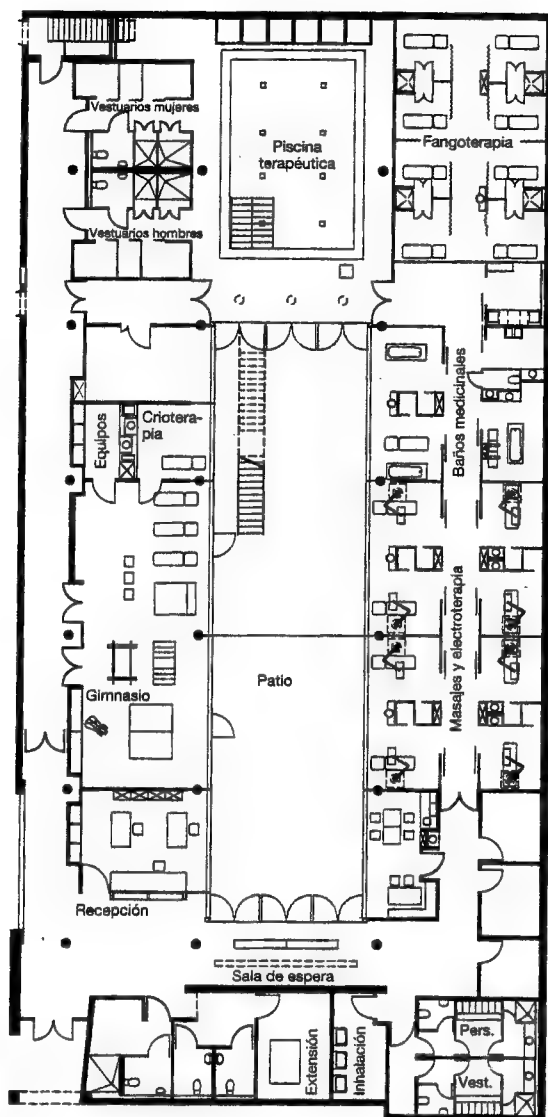 Vestuarios mujeres
Piscina
terapéutica
Fangoterapia
Vestuarios hombres
Equipos
Crioterа-
pia
Baños medicinales
Masajes y electroterapia
Gimnasio
Patio
Recepción
Sala de espera
Extensión
Inhalación
Pers.
Vest.